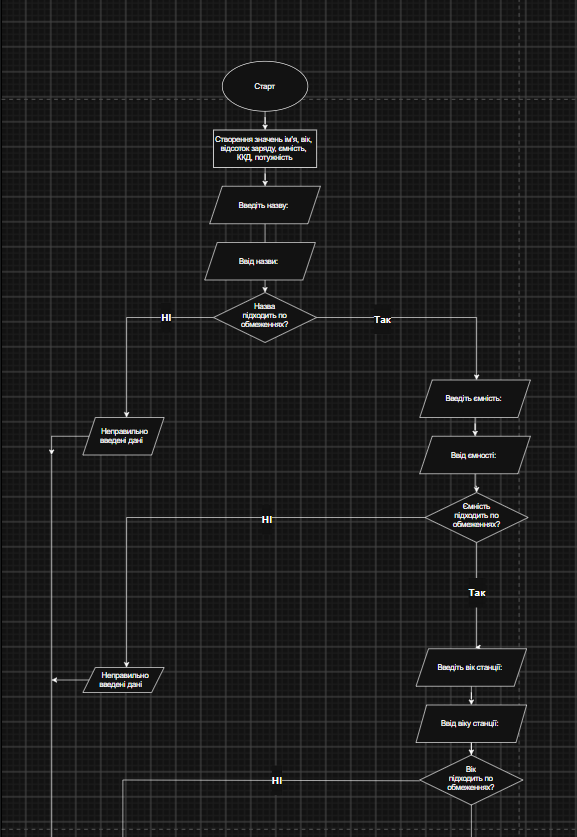 Старт
Створення значень ім'я, вік,
відсоток заряду, ємність,
ККД, потужність
Введіть назву:
Ввід назви:
Назва
підходить по
обмеженнях?
НІ
Так
Введіть ємність:
Неправильно
введені дані
Ввід ємності:
Ємність
підходить по
обмеженнях?
НІ
Так
Введіть вік станції:
Неправильно
введені дані
Ввід віку станції:
Вік
підходить по
обмеженнях?
НІ